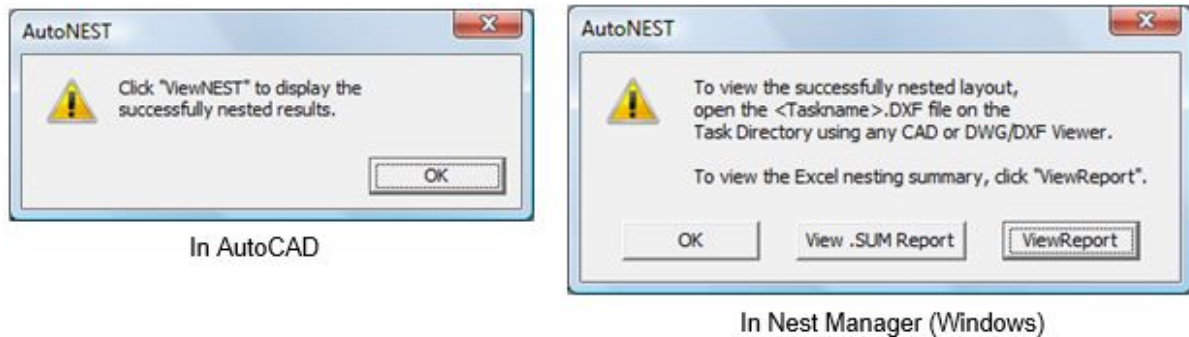 AutoNEST
Click "ViewNEST" to display the
successfully nested results.
OK
In AutoCAD
AutoNEST
To view the successfully nested layout,
open the <Taskname>.DXF file on the
Task Directory using any CAD or DWG/DXF Viewer.
To view the Excel nesting summary, click "ViewReport".
OK
View .SUM Report
ViewReport
In Nest Manager (Windows)